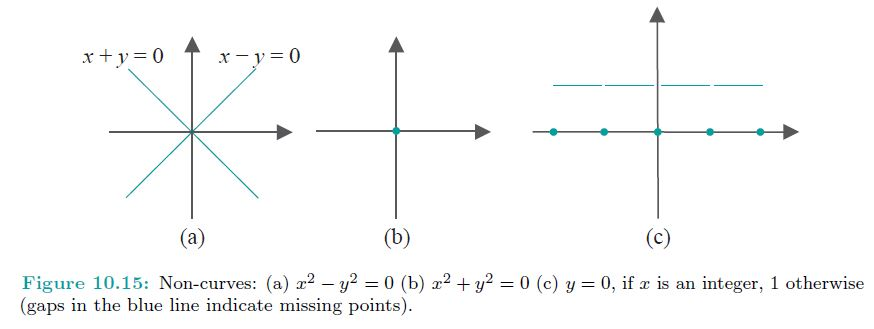 x + y = 0
x − y = 0
(a)
(b)
(c)
Figure 10.15: Non-curves: (a) x² − y² = 0 (b) x² + y² = 0 (c) y = 0, if x is an integer, 1 otherwise
(gaps in the blue line indicate missing points).